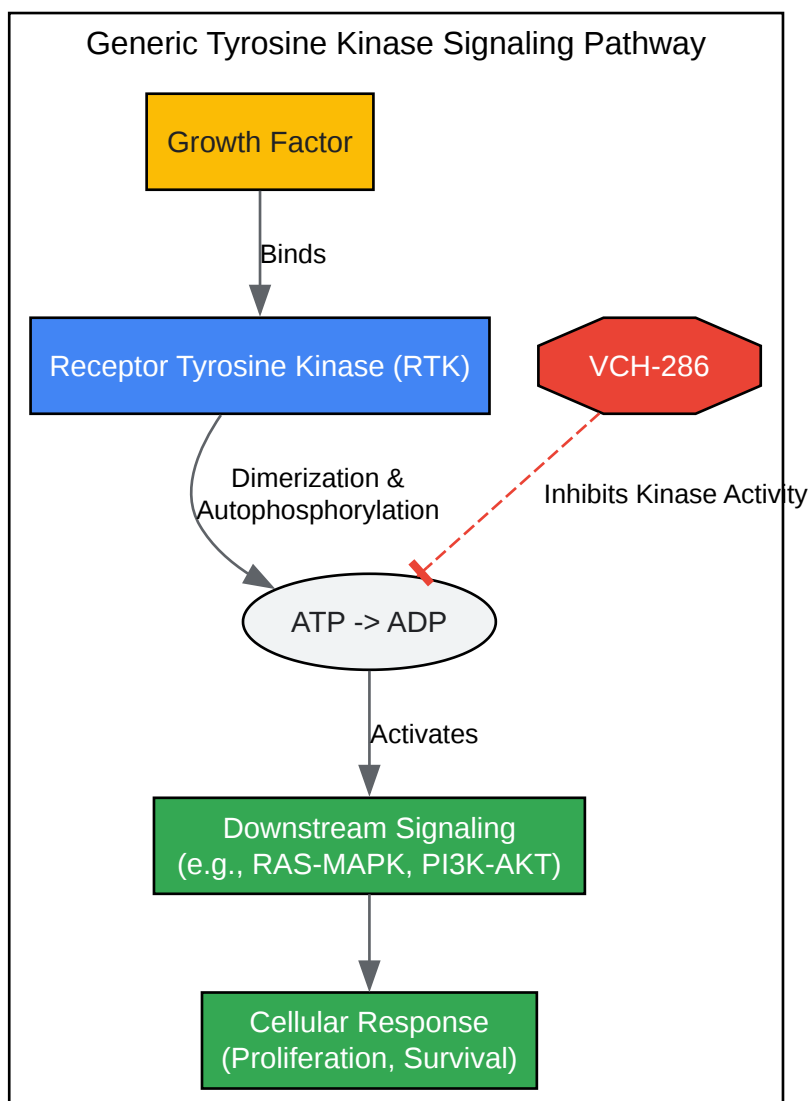 Generic Tyrosine Kinase Signaling Pathway
Growth Factor
Binds
Receptor Tyrosine Kinase (RTK)
VCH-286
Dimerization &
Autophosphorylation
Inhibits Kinase Activity
ATP -> ADP
Activates
Downstream Signaling
(e.g., RAS-MAPK, PI3K-AKT)
Cellular Response
(Proliferation, Survival)